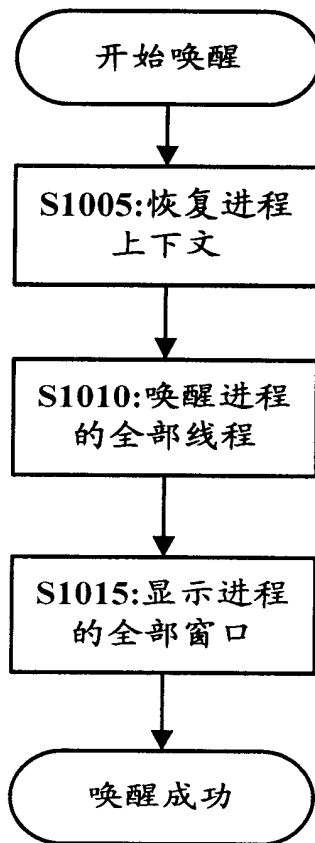 开始唤醒
S1005:恢复进程
上下文
S1010:唤醒进程
的全部线程
S1015:显示进程
的全部窗口
唤醒成功